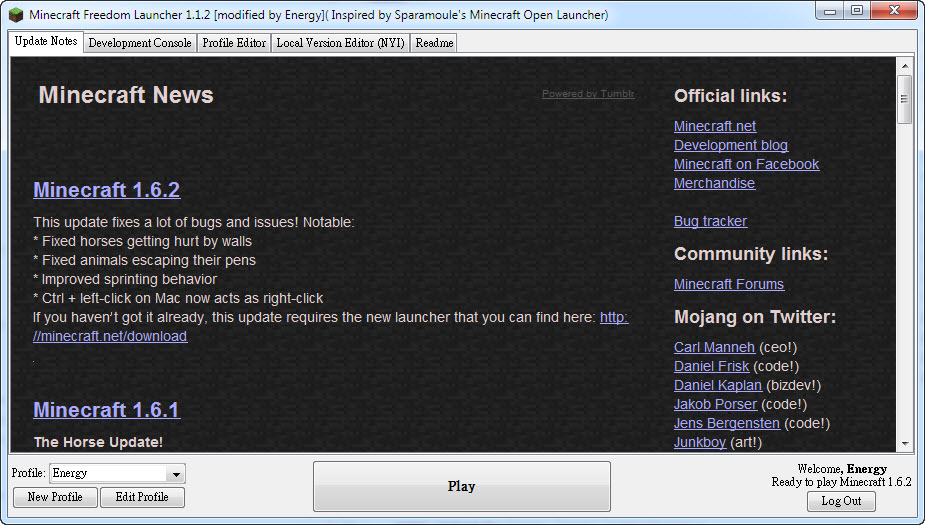 Minecraft Freedom Launcher 1.1.2 [modified by Energy]( Inspired by Sparamoule's Minecraft Open Launcher)
Update Notes Development Console Profile Editor Local Version Editor (NYI) Readme
Minecraft News
Powered by Tumblr
Minecraft 1.6.2
This update fixes a lot of bugs and issues! Notable:
* Fixed horses getting hurt by walls
* Fixed animals escaping their pens
* Improved sprinting behavior
* Ctrl + left-click on Mac now acts as right-click
If you haven't got it already, this update requires the new launcher that you can find here: http:
//minecraft.net/download
.
Minecraft 1.6.1
The Horse Update!
Official links:
Minecraft.net
Development blog
Minecraft on Facebook
Merchandise
Bug tracker
Community links:
Minecraft Forums
Mojang on Twitter:
Carl Manneh (ceo!)
Daniel Frisk (code!)
Daniel Kaplan (bizdev!)
Jakob Porser (code!)
Jens Bergensten (code!)
Junkboy (art!)
Profile: Energy
New Profile Edit Profile
Play
Welcome, Energy
Ready to play Minecraft 1.6.2
Log Out